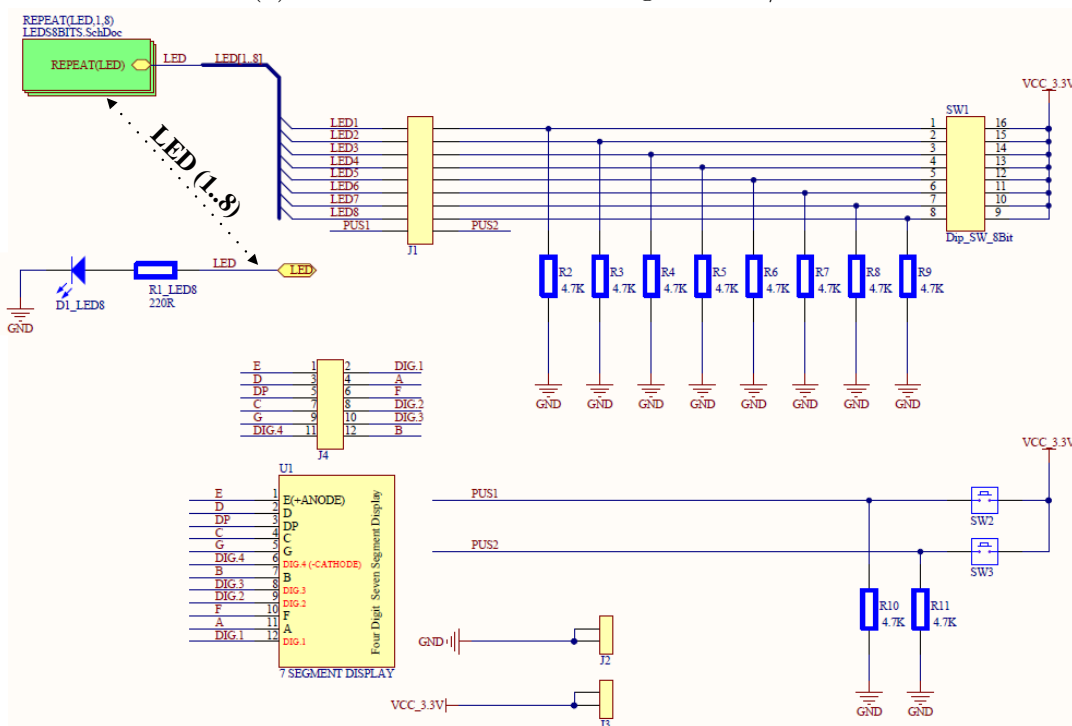 REPEAT(LED,1,8)
LEDS8BITS.SchDoc
REPEAT(LED)
LED
LED[1..8]
LED (1..8)
VCC_3.3V
SW1
LED1
LED2
LED3
LED4
LED5
LED6
LED7
LED8
PUS1
PUS2
J1
1 16
2 15
3 14
4 13
5 12
6 11
7 10
8 9
Dip_SW_8Bit
LED
LED
R1_LED8
220R
D1_LED8
GND
R2
4.7K
R3
4.7K
R4
4.7K
R5
4.7K
R6
4.7K
R7
4.7K
R8
4.7K
R9
4.7K
GND
GND
GND
GND
GND
GND
GND
GND
E 1 2 DIG.1
D 3 4 A
DP 5 6 F
C 7 8 DIG.2
G 9 10 DIG.3
DIG.4 11 12 B
J4
U1
E 1 E(+ANODE)
D 2 D
DP 3 DP
C 4 C
G 5 G
DIG.4 6 DIG.4 (-CATHODE)
B 7 B
DIG.3 8 DIG.3
DIG.2 9 DIG.2
F 10 F
A 11 A
DIG.1 12 DIG.1
Four Digit Seven Segment Display
7 SEGMENT DISPLAY
VCC_3.3V
PUS1
SW2
PUS2
SW3
R10
4.7K
R11
4.7K
GND
GND
GND
J2
VCC_3.3V
J3